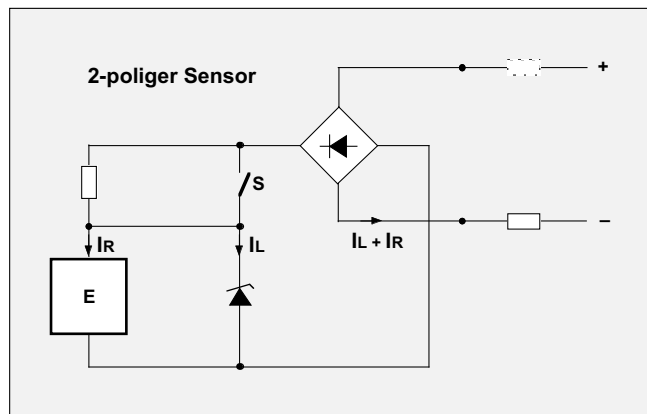 2-poliger Sensor
+
S
−
IR
IL
IL + IR
E